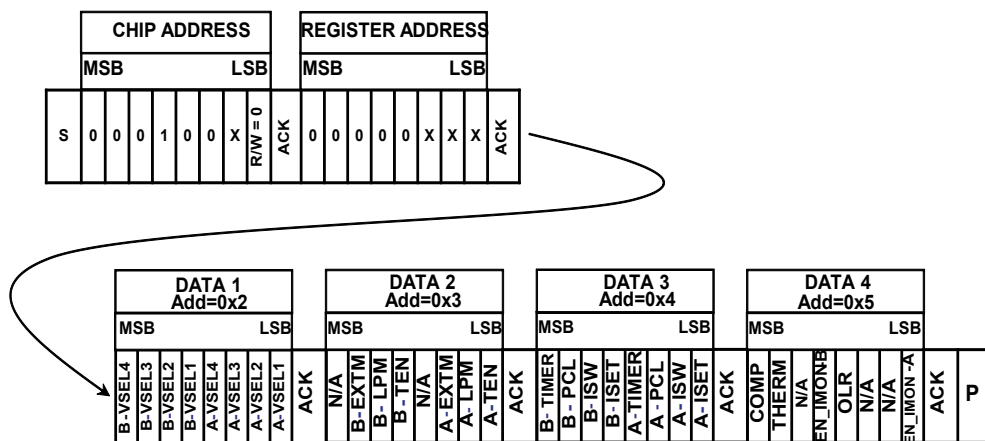 CHIP ADDRESS REGISTER ADDRESS
MSB LSB MSB LSB
S 0 0 0 1 0 0 X R/W = 0 ACK 0 0 0 0 0 X X X ACK
DATA 1 DATA 2 DATA 3 DATA 4
Add=0x2 Add=0x3 Add=0x4 Add=0x5
MSB LSB MSB LSB MSB LSB MSB LSB
B-VSEL4 B-VSEL3 B-VSEL2 B-VSEL1 A-VSEL4 A-VSEL3 A-VSEL2 A-VSEL1 ACK N/A B-EXTM B- LPM B - TEN N/A A-EXTM A- LPM A-TEN ACK B- TIMER B - PCL B- ISW B- ISET A-TIMER A - PCL A- ISW A- ISET ACK COMP THERM N/A EN_IMON-B OLR N/A N/A EN_IMON -A ACK P